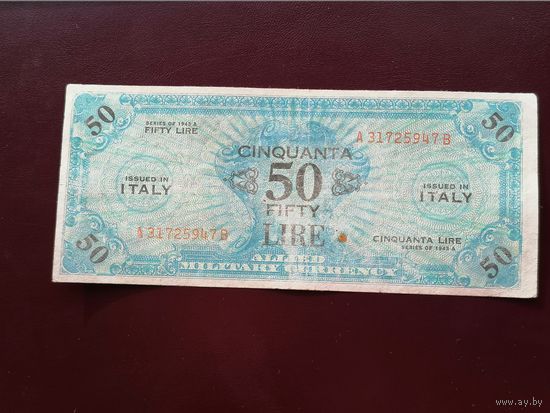 50
SERIES OF 1943 A
FIFTY LIRE
50
A 31725947 B
CINQUANTA
50
FIFTY
LIRE
ISSUED IN
ITALY
ISSUED IN
ITALY
A 31725947 B
CINQUANTA LIRE
SERIES OF 1943 A
50
50
ALLIED
MILITARY CURRENCY
www.ay.by